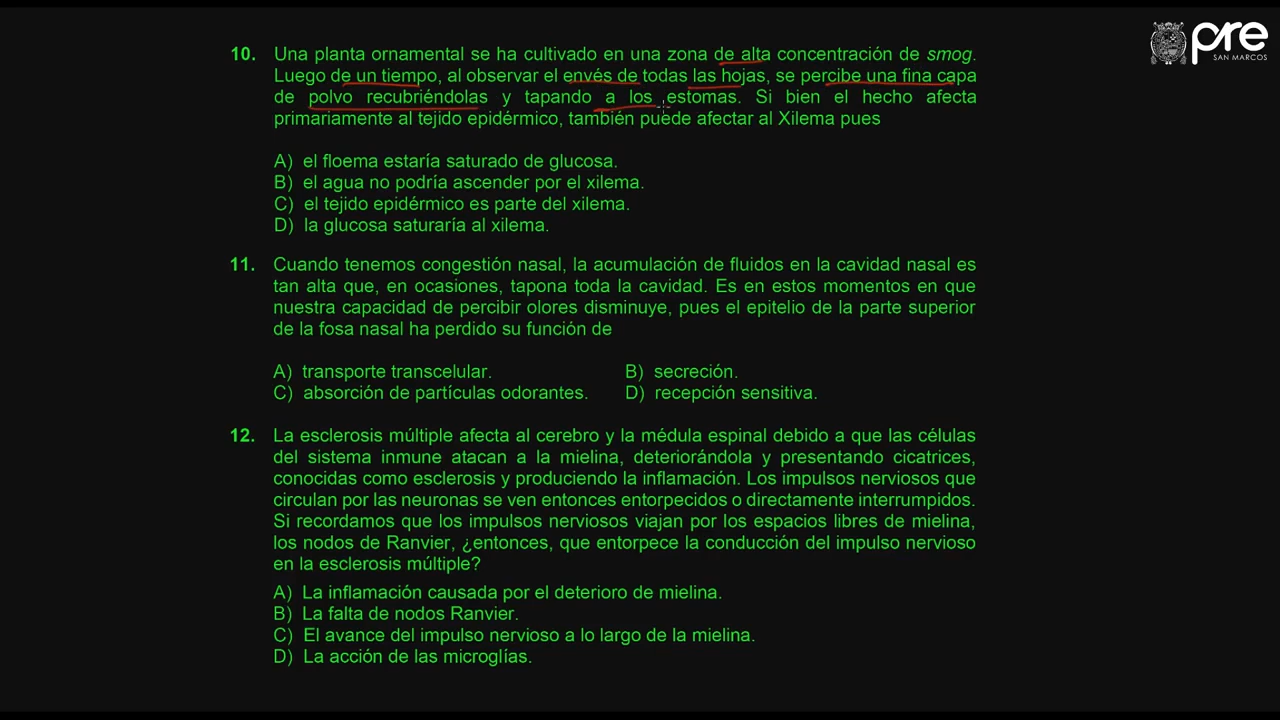 pre
SAN MARCOS
10. Una planta ornamental se ha cultivado en una zona de alta concentración de smog.
Luego de un tiempo, al observar el envés de todas las hojas, se percibe una fina capa
de polvo recubriéndolas y tapando a los estomas. Si bien el hecho afecta
primariamente al tejido epidérmico, también puede afectar al Xilema pues
A) el floema estaría saturado de glucosa.
B) el agua no podría ascender por el xilema.
C) el tejido epidérmico es parte del xilema.
D) la glucosa saturaría al xilema.
11. Cuando tenemos congestión nasal, la acumulación de fluidos en la cavidad nasal es
tan alta que, en ocasiones, tapona toda la cavidad. Es en estos momentos en que
nuestra capacidad de percibir olores disminuye, pues el epitelio de la parte superior
de la fosa nasal ha perdido su función de
A) transporte transcelular. B) secreción.
C) absorción de partículas odorantes. D) recepción sensitiva.
12. La esclerosis múltiple afecta al cerebro y la médula espinal debido a que las células
del sistema inmune atacan a la mielina, deteriorándola y presentando cicatrices,
conocidas como esclerosis y produciendo la inflamación. Los impulsos nerviosos que
circulan por las neuronas se ven entonces entorpecidos o directamente interrumpidos.
Si recordamos que los impulsos nerviosos viajan por los espacios libres de mielina,
los nodos de Ranvier, ¿entonces, que entorpece la conducción del impulso nervioso
en la esclerosis múltiple?
A) La inflamación causada por el deterioro de mielina.
B) La falta de nodos Ranvier.
C) El avance del impulso nervioso a lo largo de la mielina.
D) La acción de las microglías.